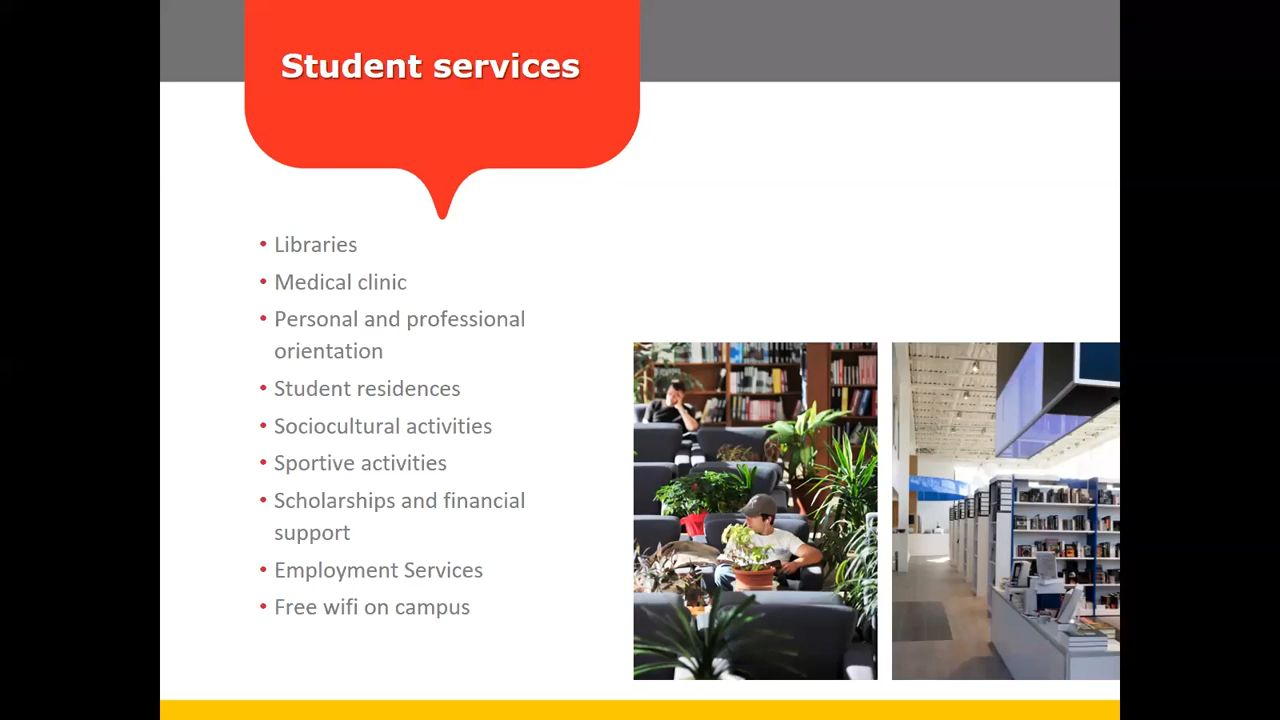 Student services
• Libraries
• Medical clinic
• Personal and professional
orientation
• Student residences
• Sociocultural activities
• Sportive activities
• Scholarships and financial
support
• Employment Services
• Free wifi on campus